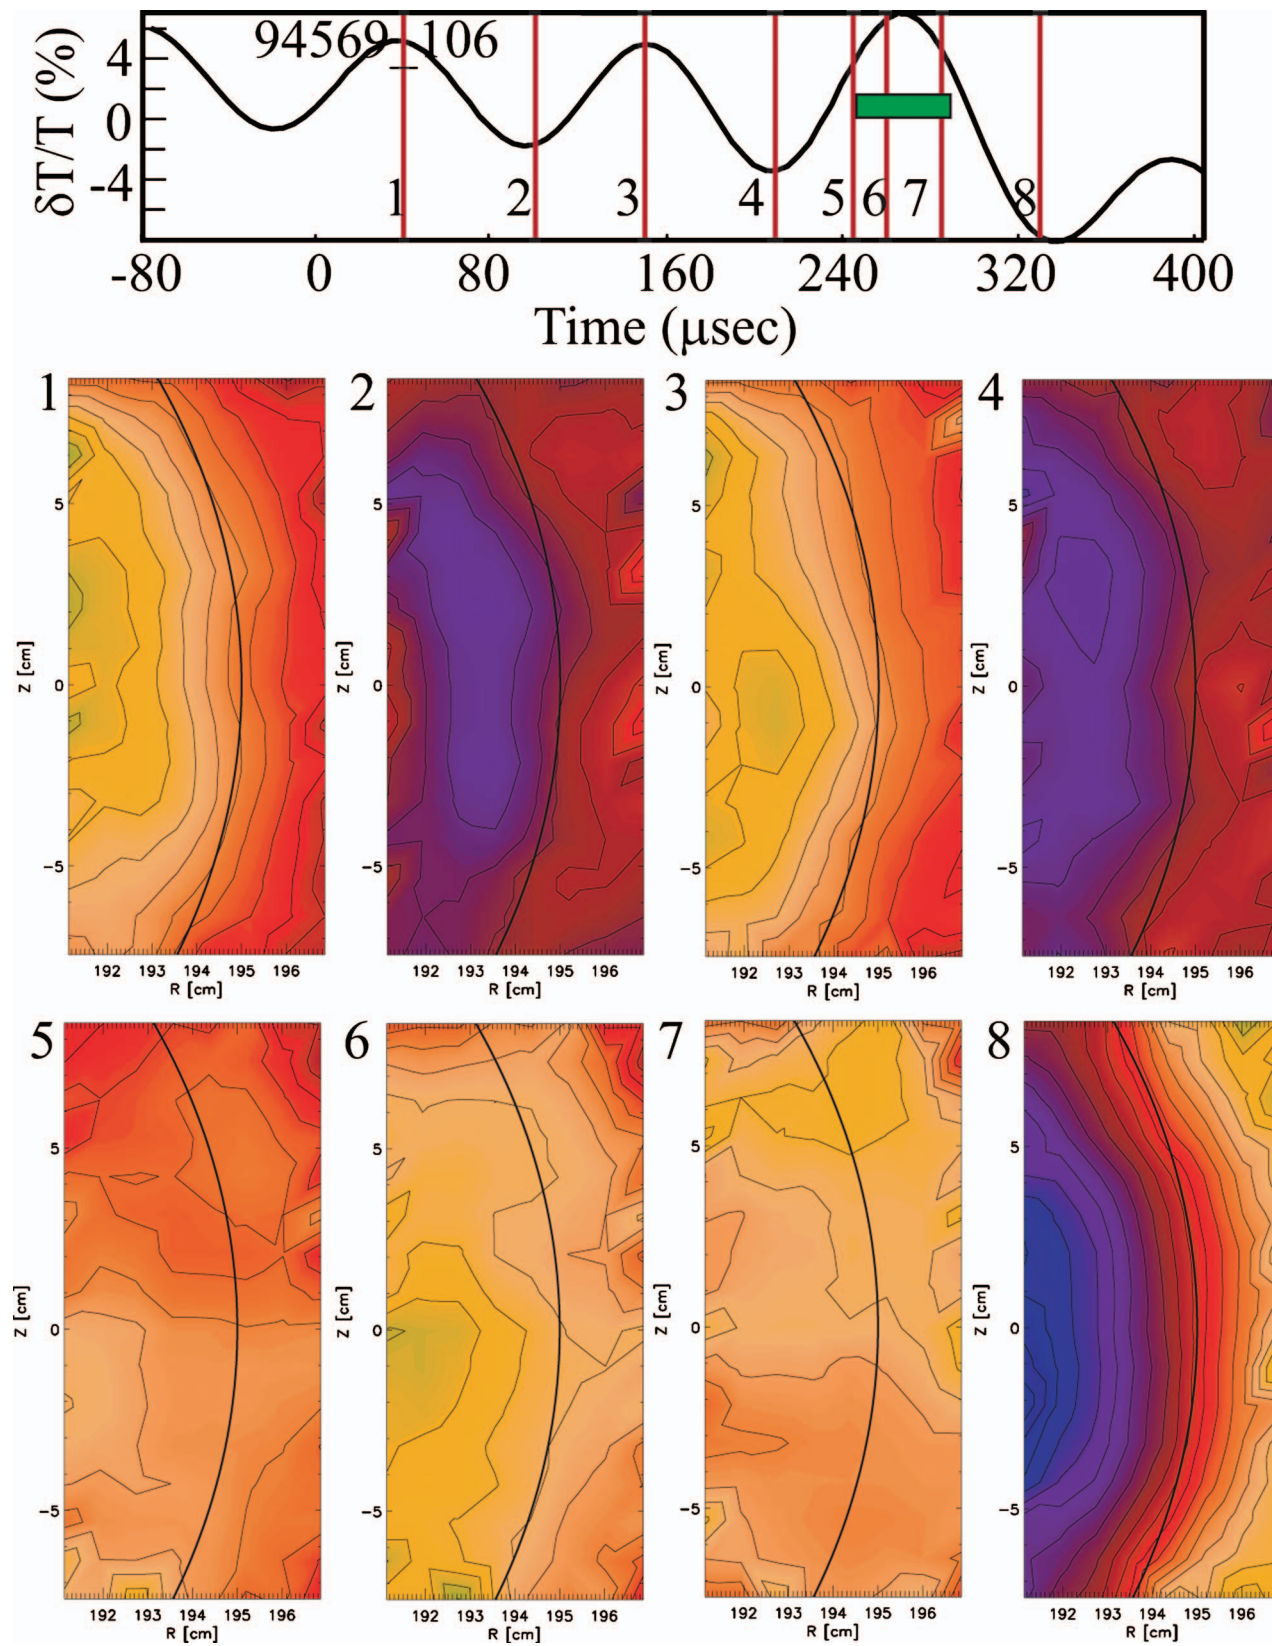 δT/T (%)
94569_106
4
0
-4
1 2 3 4 5 6 7 8
-80 0 80 160 240 320 400
Time (μsec)
1 2 3 4
5 5 5 5
Z [cm] Z [cm] Z [cm] Z [cm]
0 0 0 0
-5 -5 -5 -5
192 193 194 195 196 192 193 194 195 196 192 193 194 195 196 192 193 194 195 196
R [cm] R [cm] R [cm] R [cm]
5 6 7 8
5 5 5 5
Z [cm] Z [cm] Z [cm] Z [cm]
0 0 0 0
-5 -5 -5 -5
192 193 194 195 196 192 193 194 195 196 192 193 194 195 196 192 193 194 195 196
R [cm] R [cm] R [cm] R [cm]